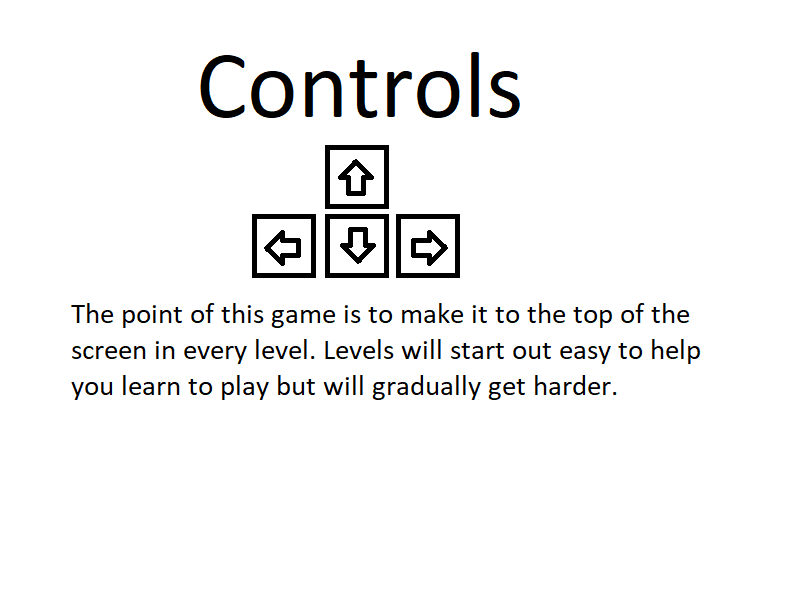 Controls
The point of this game is to make it to the top of the
screen in every level. Levels will start out easy to help
you learn to play but will gradually get harder.